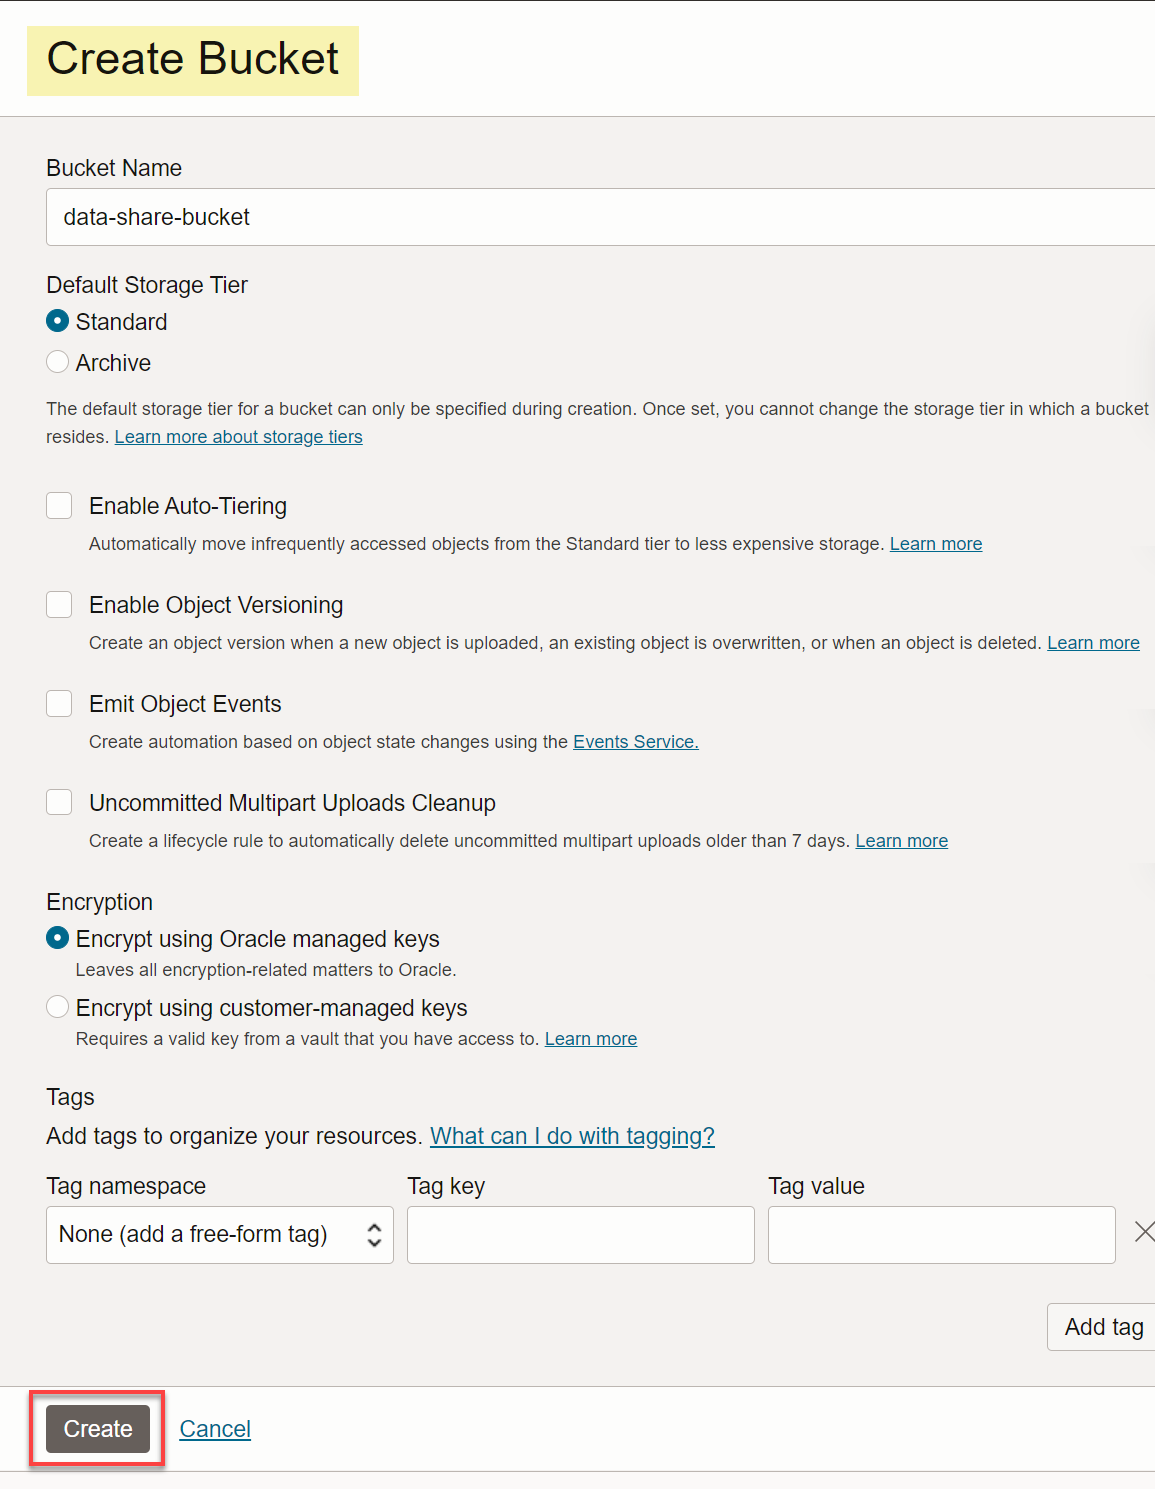 Create Bucket
Bucket Name
data-share-bucket
Default Storage Tier
Standard
Archive
The default storage tier for a bucket can only be specified during creation. Once set, you cannot change the storage tier in which a bucket
resides. Learn more about storage tiers
Enable Auto-Tiering
Automatically move infrequently accessed objects from the Standard tier to less expensive storage. Learn more
Enable Object Versioning
Create an object version when a new object is uploaded, an existing object is overwritten, or when an object is deleted. Learn more
Emit Object Events
Create automation based on object state changes using the Events Service.
Uncommitted Multipart Uploads Cleanup
Create a lifecycle rule to automatically delete uncommitted multipart uploads older than 7 days. Learn more
Encryption
Encrypt using Oracle managed keys
Leaves all encryption-related matters to Oracle.
Encrypt using customer-managed keys
Requires a valid key from a vault that you have access to. Learn more
Tags
Add tags to organize your resources. What can I do with tagging?
Tag namespace Tag key Tag value
None (add a free-form tag)
Add tag
Create Cancel